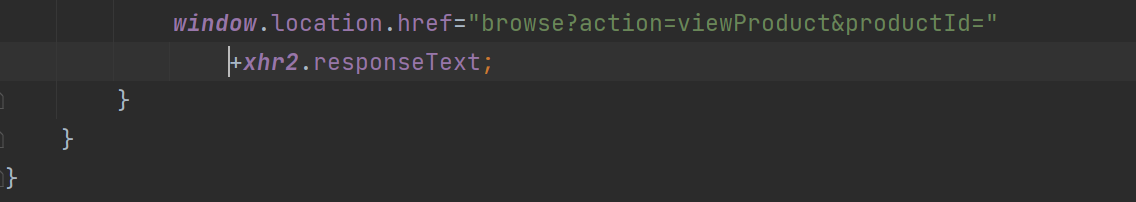 window.location.href="browse?action=viewProduct&productId="
+xhr2.responseText;
}
}
}